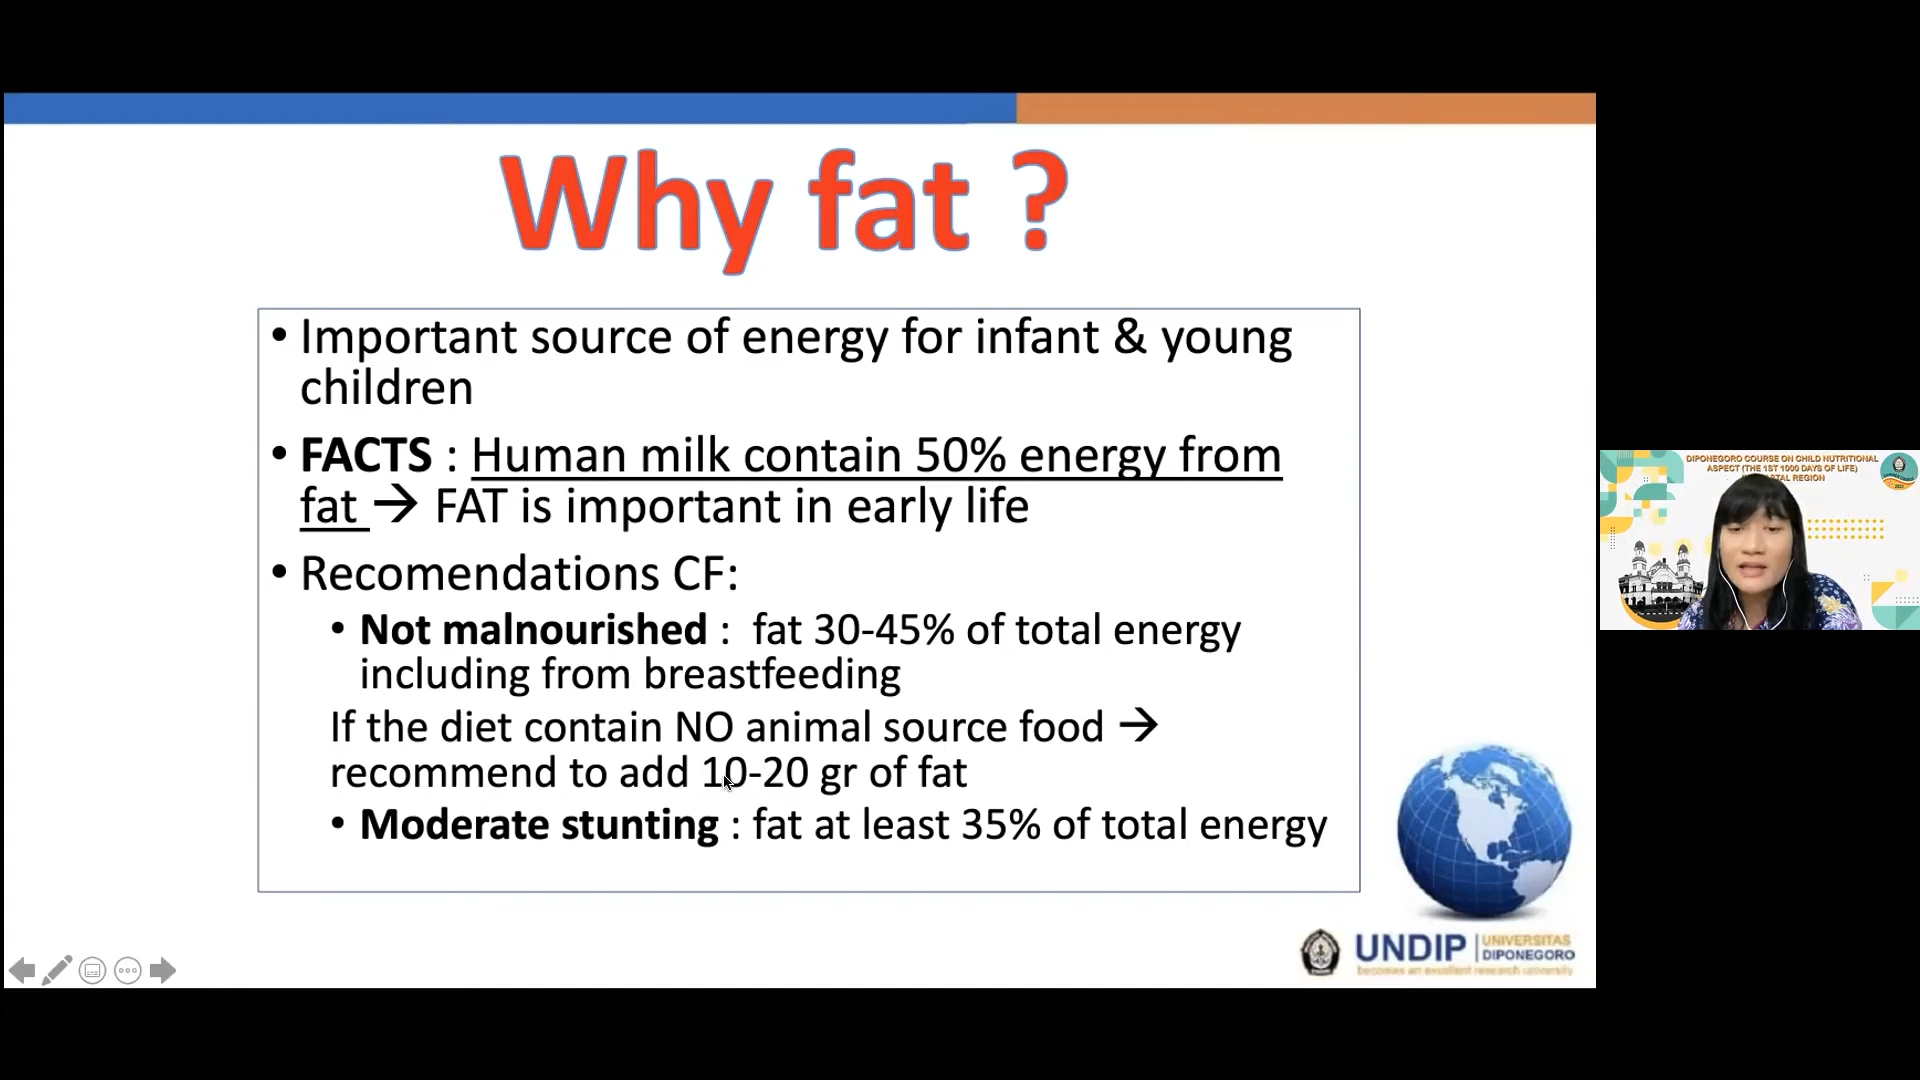 Why fat ?
• Important source of energy for infant & young
children
• FACTS : Human milk contain 50% energy from
fat → FAT is important in early life
• Recomendations CF:
• Not malnourished : fat 30-45% of total energy
including from breastfeeding
If the diet contain NO animal source food →
recommend to add 10-20 gr of fat
• Moderate stunting : fat at least 35% of total energy
UNDIP
UNIVERSITAS
DIPONEGORO
becomes an excellent research university
DIPONEGORO COURSE ON CHILD NUTRITIONAL
ASPECT (THE 1ST 1000 DAYS OF LIFE)
REGION
2021